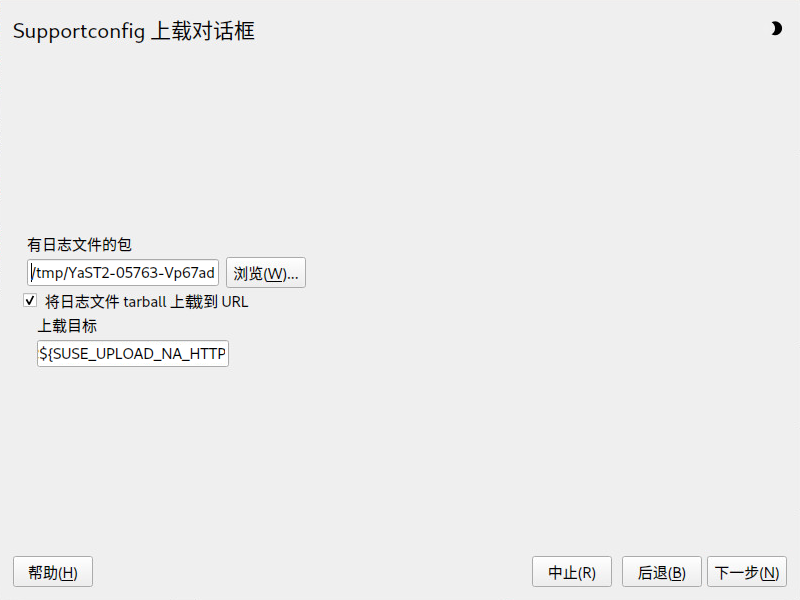 Supportconfig 上载对话框
有日志文件的包
/tmp/YaST2-05763-Vp67ad
浏览(W)...
将日志文件 tarball 上载到 URL
上载目标
${SUSE_UPLOAD_NA_HTTP
帮助(H)
中止(R)
后退(B)
下一步(N)